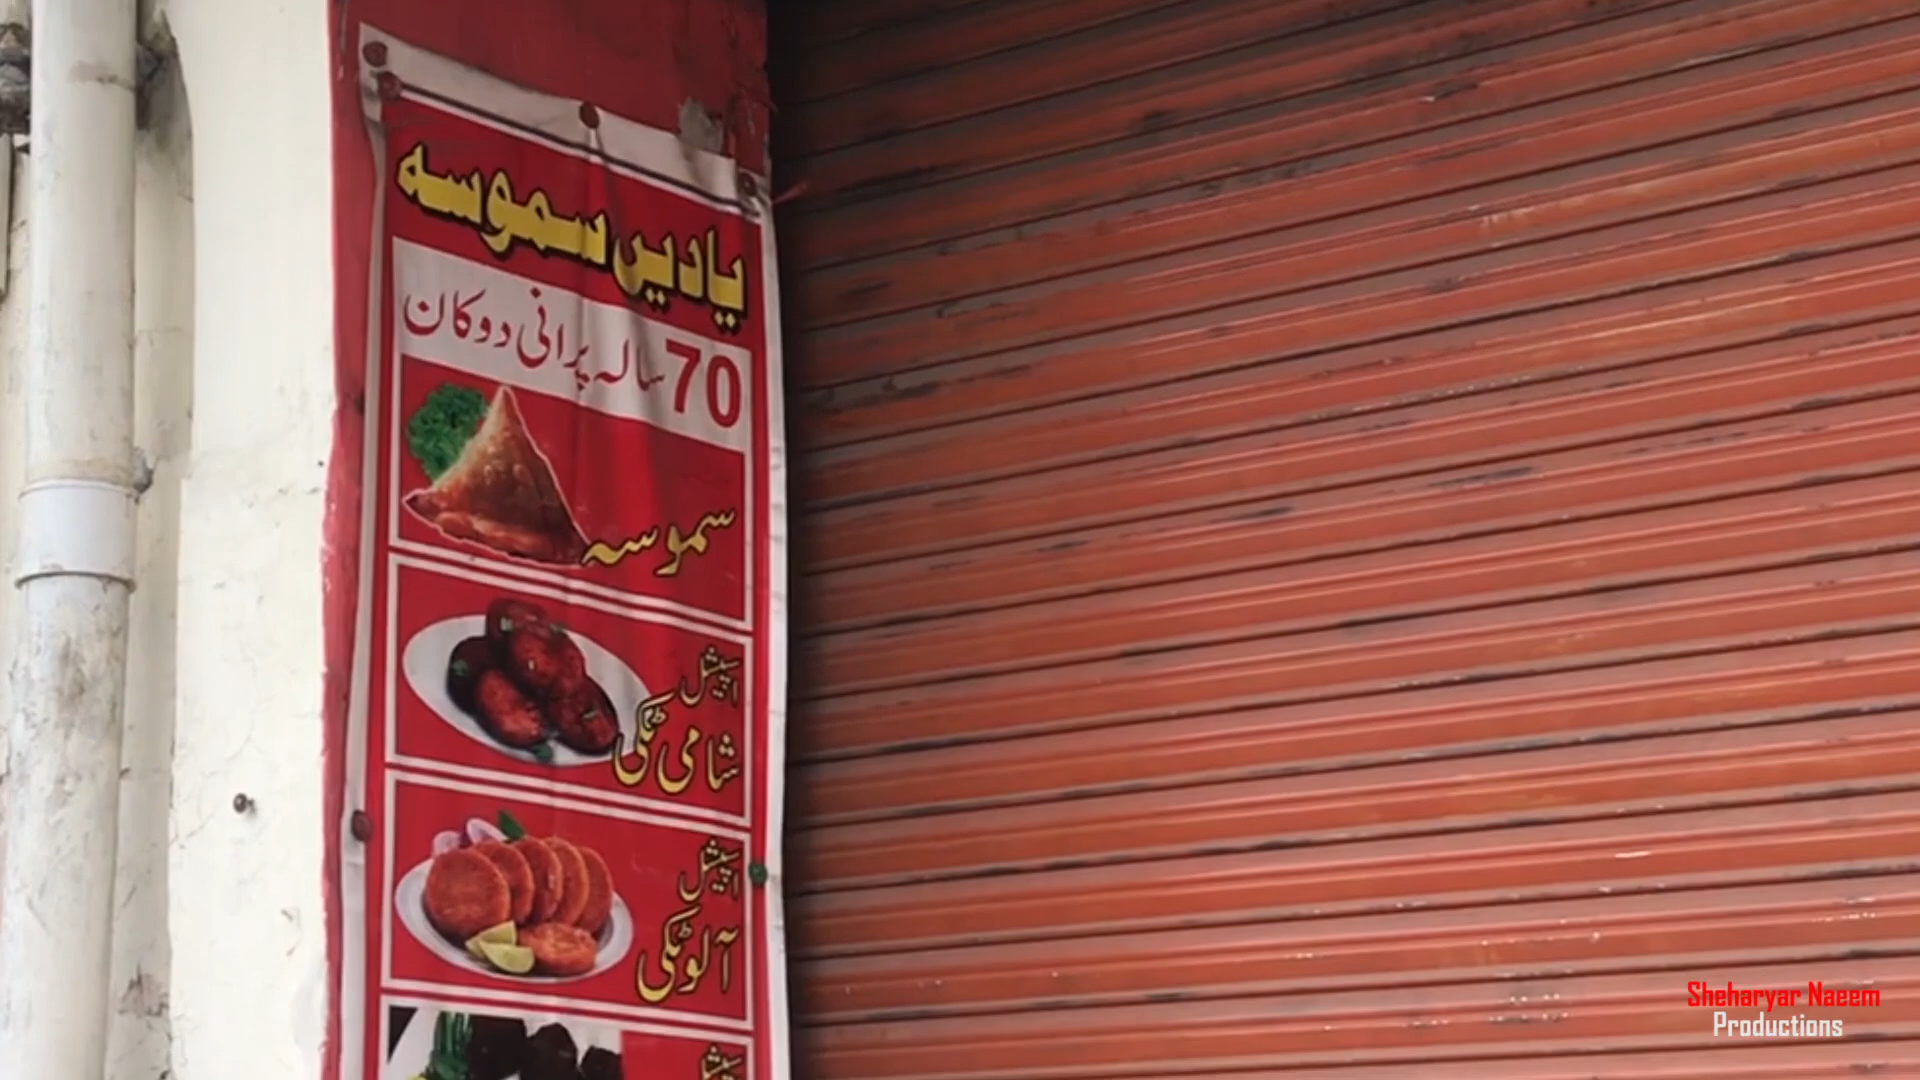 یادیں سموسہ
70 سالہ پرانی دوکان
سموسہ
اسپیشل
شامی ٹکی
اسپیشل
آلو ٹکی
Sheharyar Naeem
Productions